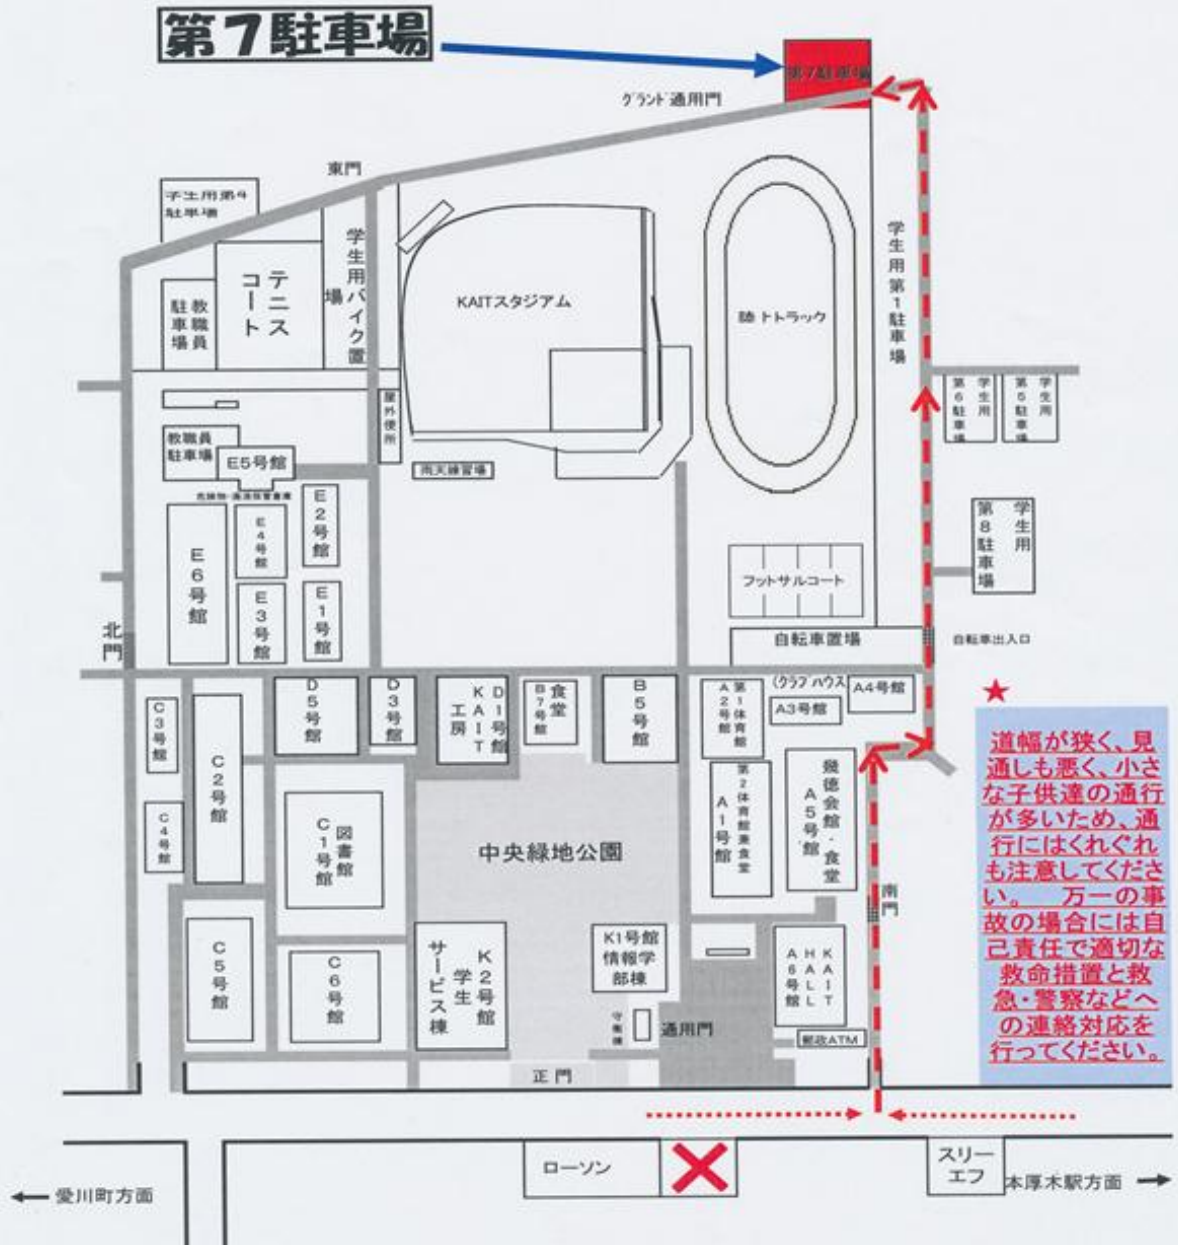 第7駐車場
第7駐車場
グランド通用門
東門
学生用第4
駐車場
学生用バイク置場
テニスコート
教職員駐車場
KAITスタジアム
陸上トラック
学生用第1駐車場
学生用第6駐車場
学生用第5駐車場
屋外便所
教職員
駐車場
E5号館
雨天練習場
E2号館
E4号館
E6号館
E3号館
E1号館
学生用第8駐車場
フットサルコート
北門
自転車置場
自転車出入口
C3号館
D5号館
D3号館
D1号館
KAIT工房
食堂
B7号館
B5号館
第1体育館
A2号館
(クラブハウス)
A3号館
A4号館
★
C2号館
C4号館
図書館
C1号館
中央緑地公園
第2体育館兼食堂
A1号館
幾徳会館・食堂
A5号館
南門
道幅が狭く、見
通しも悪く、小さ
な子供達の通行
が多いため、通
行にはくれぐれ
も注意してくださ
い。　万一の事
故の場合には自
己責任で適切な
救命措置と救
急・警察などへ
の連絡対応を
行ってください。
C5号館
C6号館
K2号館
学生
サービス棟
K1号館
情報学
部棟
KAIT
HALL
A6号館
守衛棟
通用門
郵政ATM
正門
ローソン
スリー
エフ
← 愛川町方面
本厚木駅方面 →